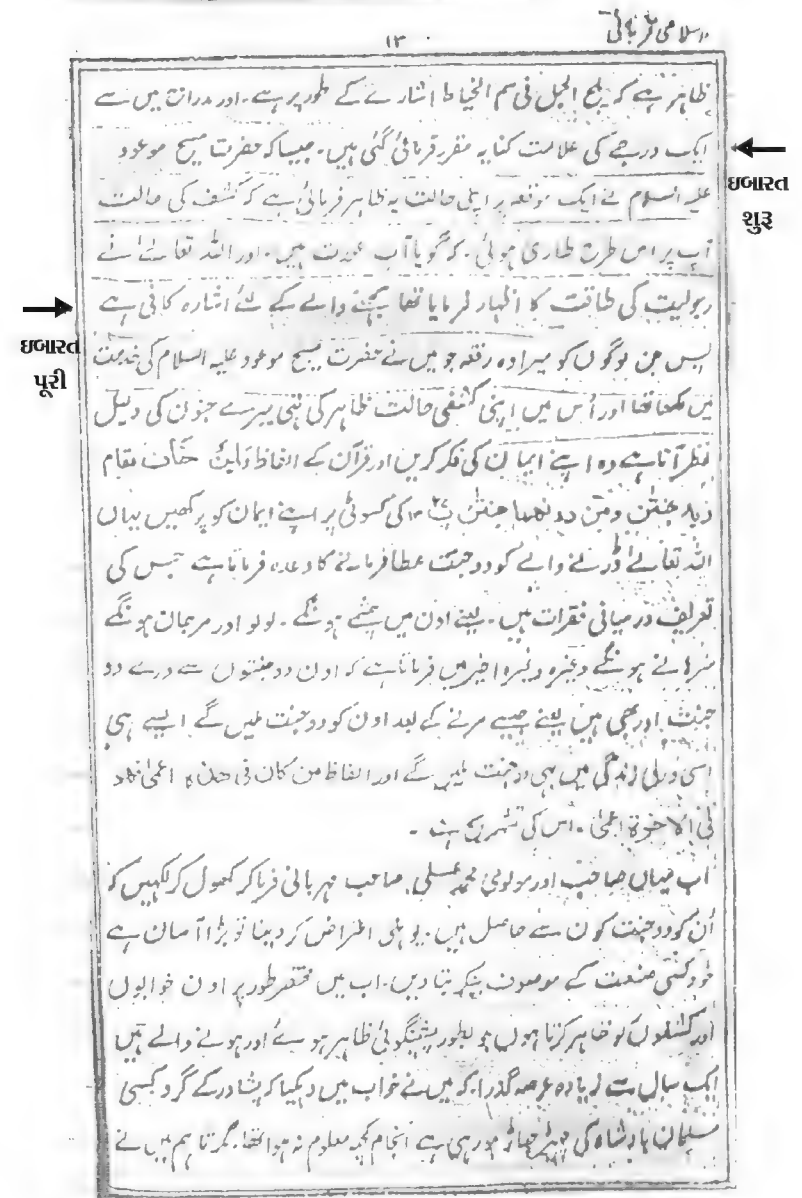 اسلامی قربانی
۱۳
ظاہر ہے کہ یلج الجمل فی سم الخیاط اشارے کے طور پر ہے۔ اور مدارج میں سے
ایک درجے کی علامت کنایہ مقرر فرمائی گئی ہیں۔ جیسا کہ حضرت مسیح موعود
ઇબારત
શુરૂ
علیہ السلام نے ایک موقعہ پر اپنی حالت یہ ظاہر فرمائی ہے کہ کشف کی حالت
آپ پر اس طرح طاری ہوئی۔ کہ گویا آپ عورت ہیں۔ اور اللہ تعالےٰ نے
رجولیت کی طاقت کا اظہار فرمایا تھا سمجھنے والے کے لئے اشارہ کافی ہے
ઇબારત
પૂરી
پس جن لوگوں کو میرا وہ رقعہ جو میں نے حضرت مسیح موعود علیہ السلام کی خدمت
میں لکھا تھا اور اُس میں اپنی کشفی حالت ظاہر کی تھی میرے جنون کی دلیل
نظر آتا ہے وہ اپنے ایمان کی فکر کریں اور قرآن کے الفاظ ولمن خاف مقام
ربہ جنتٰن ومن دونھما جنتٰن کی کسوٹی پر اپنے ایمان کو پرکھیں یہاں
اللہ تعالےٰ ڈرنے والے کو دو جنت عطا فرمانے کا وعدہ فرماتا ہے جس کی
تعریف درمیانی فقرات ہیں۔ یعنے اون میں چشمے ہونگے۔ لولو اور مرجان ہونگے
ہونگے وغیرہ وغیرہ اخیر میں فرماتا ہے کہ اون دو جنتوں سے ورے دو
جنت اور بھی ہیں یعنے جیسے مرنے کے بعد اون کو دو جنت ملیں گے ایسے ہی
اسی دنیا زندگی میں بھی دو جنت ملیں گے اور الفاظ من کان فی ھذہ اعمیٰ فھو
فی الاخرۃ اعمیٰ۔ اس کی تشریح ہے۔
اب میاں صاحب اور مولوی محمد علی صاحب مہربانی فرما کر کھول کر لکھیں کہ
اُن کو دو جنت کون سے حاصل ہیں۔ یونہی اعتراض کر دینا تو بڑا آسان ہے
خود کسی صنعت کے موصوف بنکر بتا دیں۔ اب میں مختصر طور پر اون خوابوں
اور کشفوں کو ظاہر کرتا ہوں جو بطور پیشگوئی ظاہر ہوئے اور ہونے والے ہیں
ایک سال سے زیادہ عرصہ گذرا۔ کہ میں نے خواب میں دیکھا کہ پشاور کے گرد کسی
مسلمان بادشاہ کی ہو رہی ہے انجام کچھ معلوم نہ ہوا تھا۔ مگر تاہم میں نے